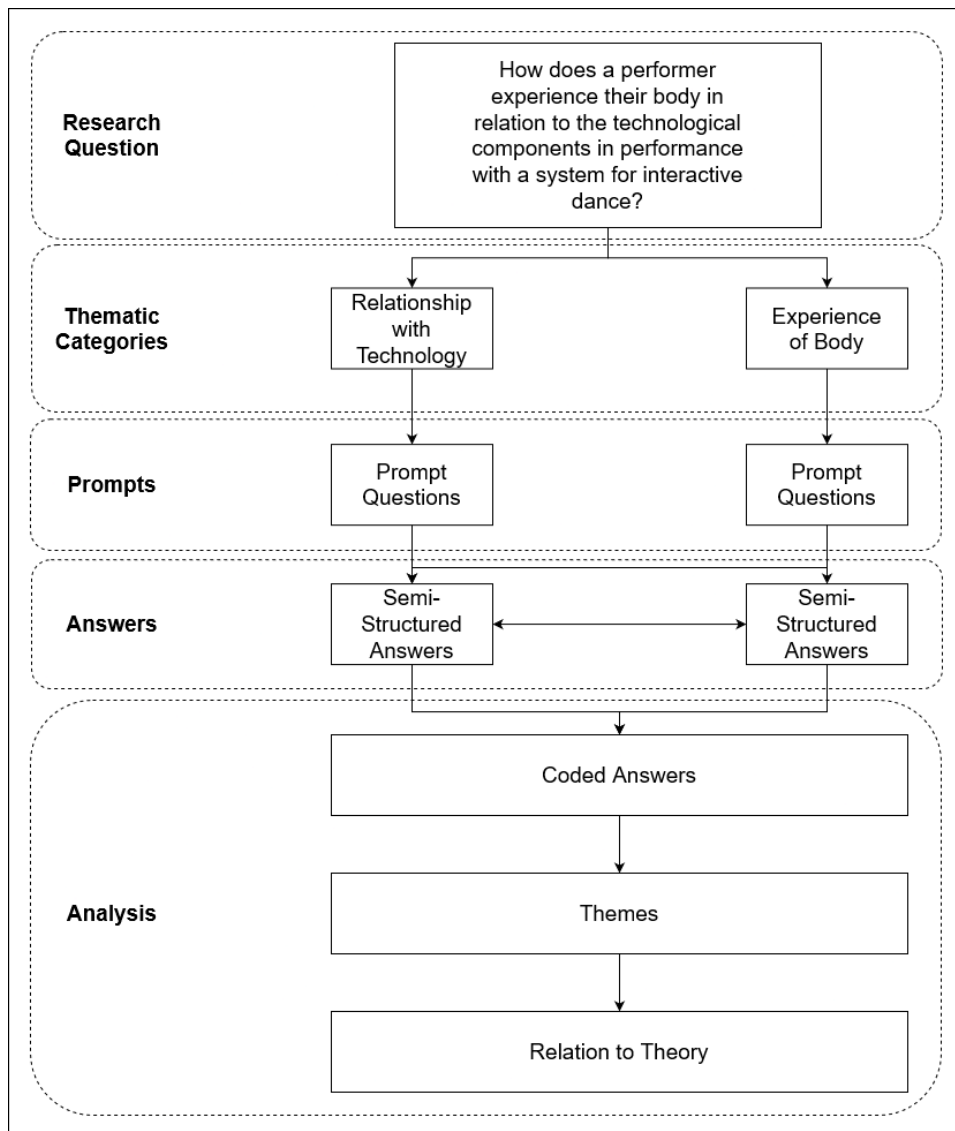 Research
Question
How does a performer
experience their body in
relation to the technological
components in performance
with a system for interactive
dance?
Thematic
Categories
Relationship
with
Technology
Experience
of Body
Prompts
Prompt
Questions
Prompt
Questions
Answers
Semi-
Structured
Answers
Semi-
Structured
Answers
Analysis
Coded Answers
Themes
Relation to Theory